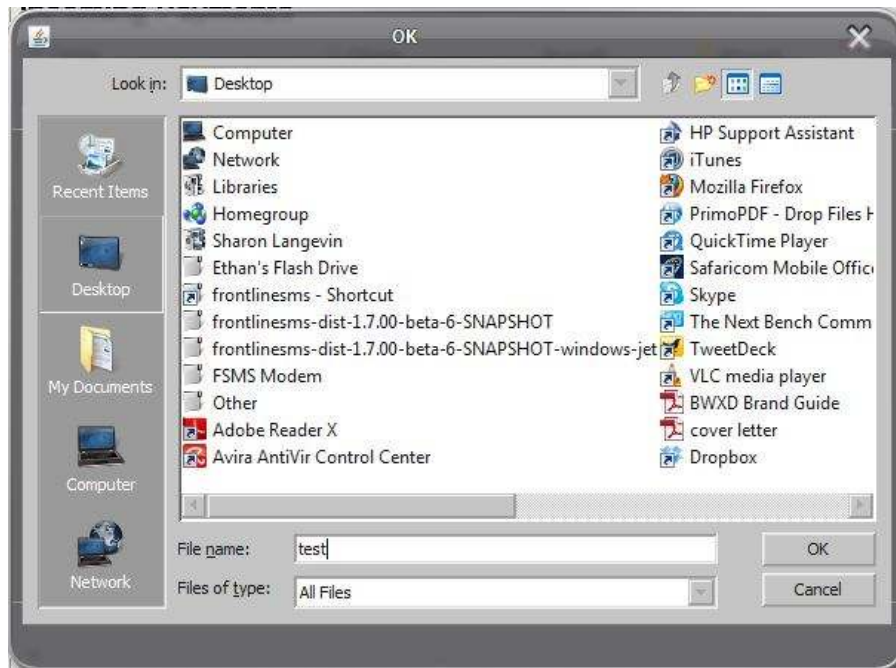 OK
Look in: Desktop
Recent Items
Desktop
My Documents
Computer
Network
Computer
Network
Libraries
Homegroup
Sharon Langevin
Ethan's Flash Drive
frontlinesms - Shortcut
frontlinesms-dist-1.7.00-beta-6-SNAPSHOT
frontlinesms-dist-1.7.00-beta-6-SNAPSHOT-windows-jet
FSMS Modem
Other
Adobe Reader X
Avira AntiVir Control Center
HP Support Assistant
iTunes
Mozilla Firefox
PrimoPDF - Drop Files H
QuickTime Player
Safaricom Mobile Offic
Skype
The Next Bench Comm
TweetDeck
VLC media player
BWXD Brand Guide
cover letter
Dropbox
File name: test
OK
Files of type: All Files
Cancel